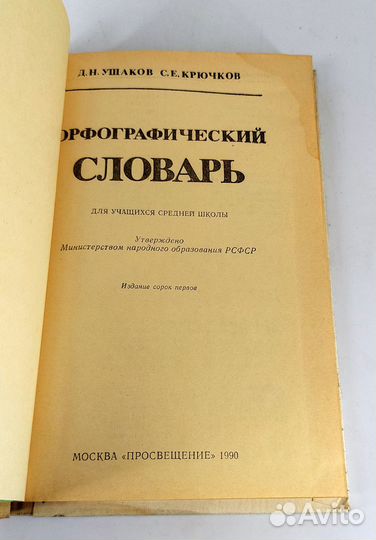 Д.Н. УШАКОВ С.Е. КРЮЧКОВ
ОРФОГРАФИЧЕСКИЙ
СЛОВАРЬ
ДЛЯ УЧАЩИХСЯ СРЕДНЕЙ ШКОЛЫ
Утверждено
Министерством народного образования РСФСР
Издание сорок первое
МОСКВА «ПРОСВЕЩЕНИЕ» 1990
Avito